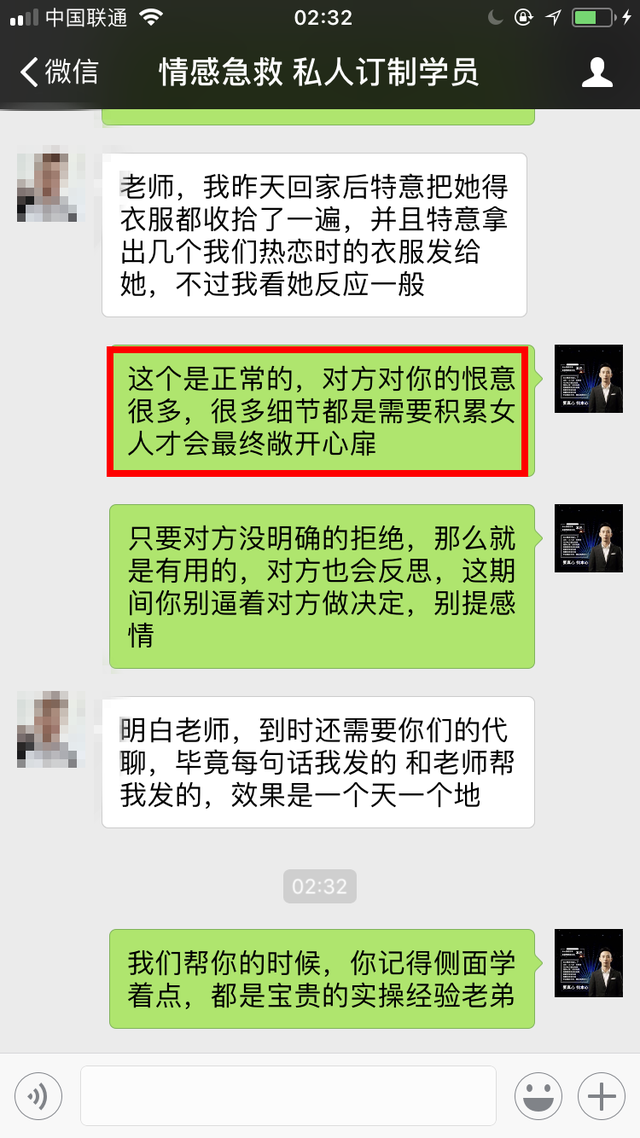 中国联通
02:32
微信
情感急救 私人订制学员
老师，我昨天回家后特意把她得
衣服都收拾了一遍，并且特意拿
出几个我们热恋时的衣服发给
她，不过我看她反应一般
这个是正常的，对方对你的恨意
很多，很多细节都是需要积累女
人才会最终敞开心扉
只要对方没明确的拒绝，那么就
是有用的，对方也会反思，这期
间你别逼着对方做决定，别提感
情
明白老师，到时还需要你们的代
聊，毕竟每句话我发的 和老师帮
我发的，效果是一个天一个地
02:32
我们帮你的时候，你记得侧面学
着点，都是宝贵的实操经验老弟